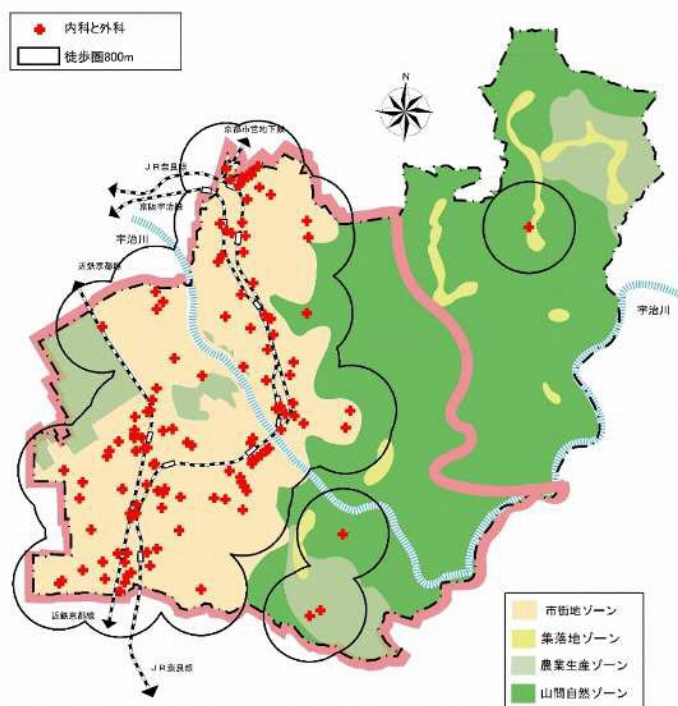 内科と外科
徒歩圏800m
N
京都市営地下鉄
JR奈良線
京阪宇治線
宇治川
近鉄京都線
宇治川
近鉄京都線
JR奈良線
市街地ゾーン
集落地ゾーン
農業生産ゾーン
山間自然ゾーン